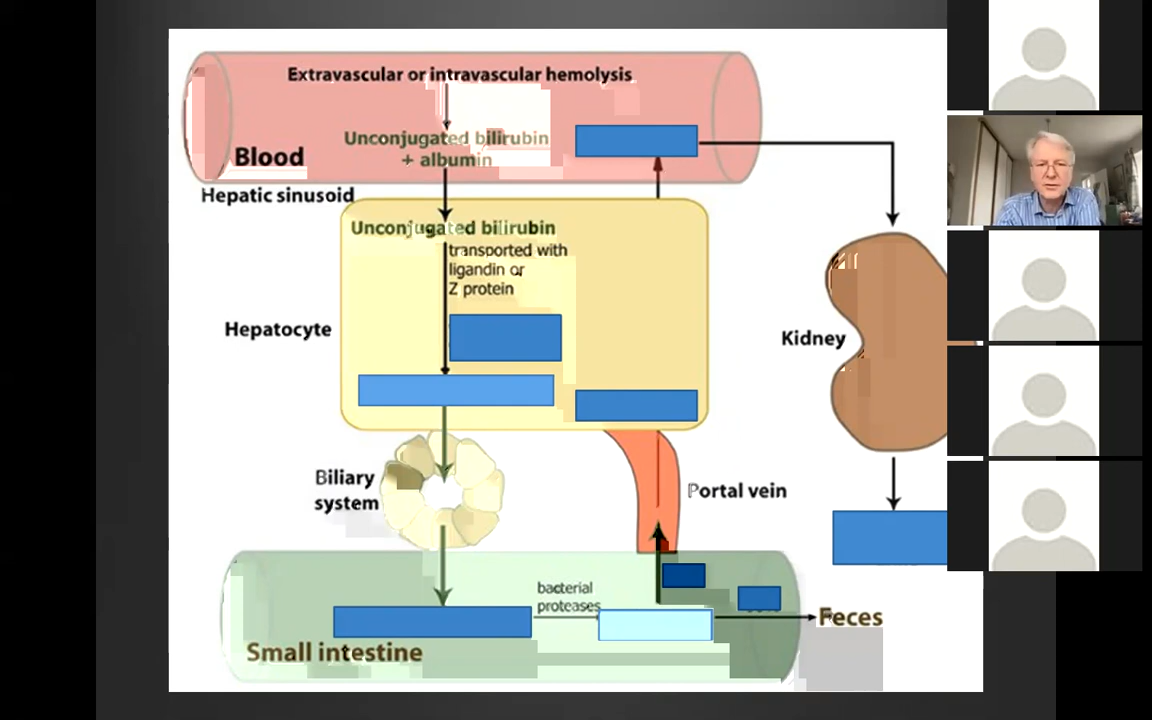 Extravascular or intravascular hemolysis
Unconjugated bilirubin
+ albumin
Blood
Hepatic sinusoid
Unconjugated bilirubin
transported with
ligandin or
Z protein
Hepatocyte
Kidney
Biliary
system
Portal vein
bacterial
proteases
Feces
Small intestine